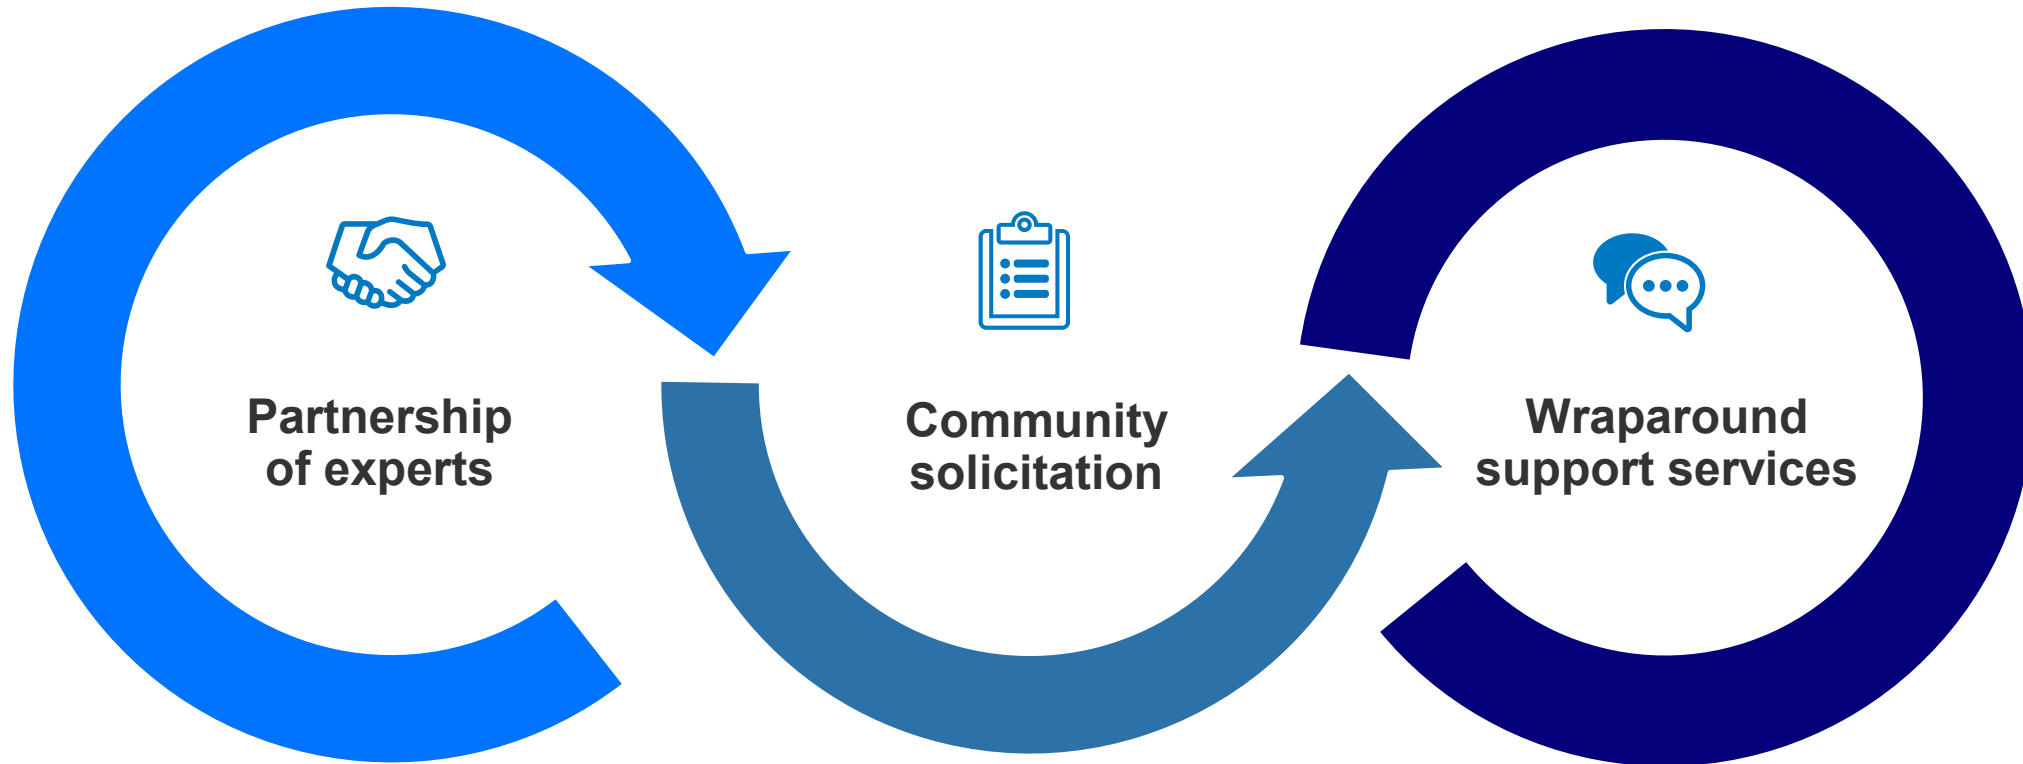 Partnership
of experts
Community
solicitation
Wraparound
support services